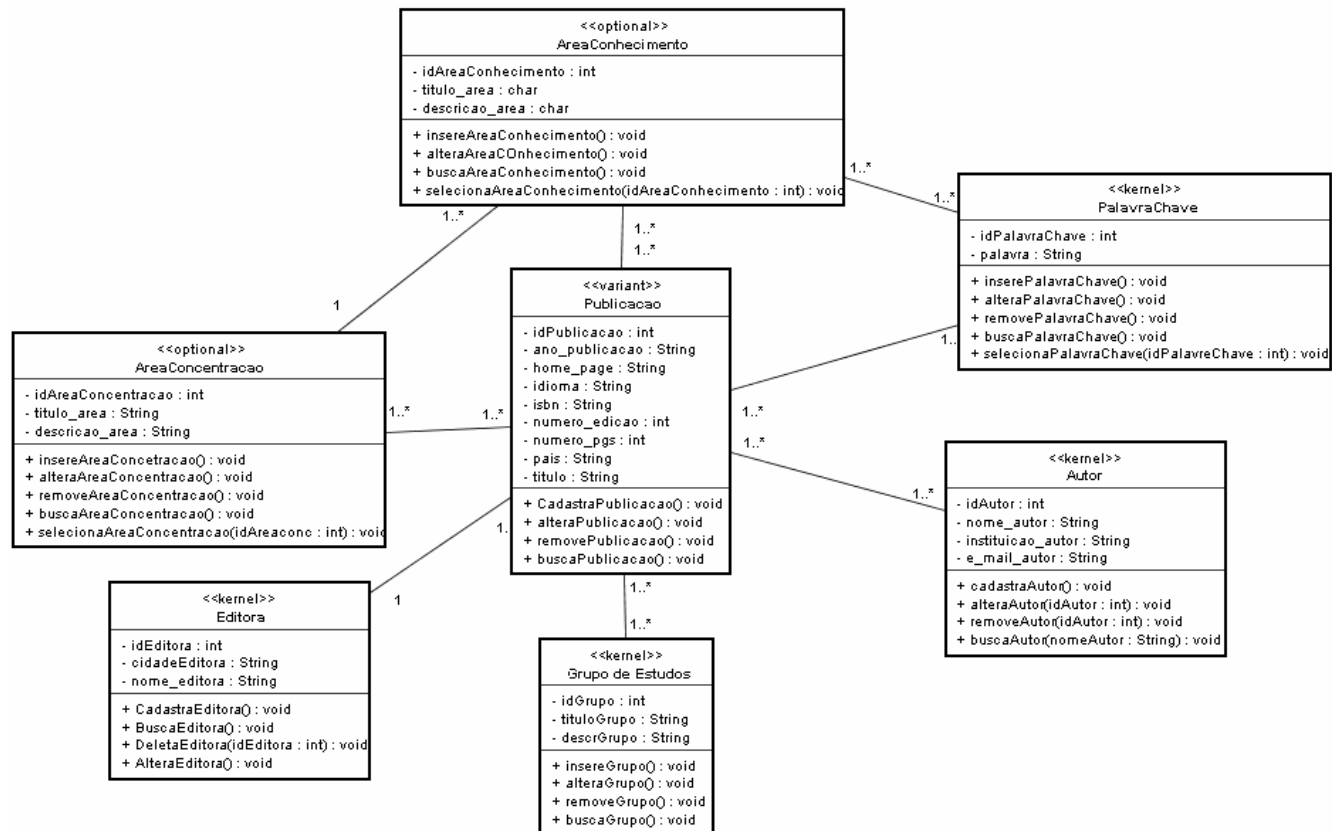 <<optional>>
AreaConhecimento
- idAreaConhecimento : int
- titulo_area : char
- descricao_area : char
+ insereAreaConhecimento() : void
+ alteraAreaCOnhecimento() : void
+ buscaAreaConhecimento() : void
+ selecionaAreaConhecimento(idAreaConhecimento : int) : void
1..*
1..*
1..*
1..*
1..*
1
<<kernel>>
PalavraChave
- idPalavraChave : int
- palavra : String
+ inserePalavraChave() : void
+ alteraPalavraChave() : void
+ removePalavraChave() : void
+ buscaPalavraChave() : void
+ selecionaPalavraChave(idPalavreChave : int) : void
<<variant>>
Publicacao
- idPublicacao : int
- ano_publicacao : String
- home_page : String
- idioma : String
- isbn : String
- numero_edicao : int
- numero_pgs : int
- pais : String
- titulo : String
+ CadastraPublicacao() : void
+ alteraPublicacao() : void
+ removePublicacao() : void
+ buscaPublicacao() : void
1..
1..*
1..*
1..*
<<optional>>
AreaConcentracao
- idAreaConcentracao : int
- titulo_area : String
- descricao_area : String
+ insereAreaConcetracao() : void
+ alteraAreaConcentracao() : void
+ removeAreaConcentracao() : void
+ buscaAreaConcentracao() : void
+ selecionaAreaConcentracao(idAreaconc : int) : void
1..*
1..*
<<kernel>>
Autor
- idAutor : int
- nome_autor : String
- instituicao_autor : String
- e_mail_autor : String
+ cadastraAutor() : void
+ alteraAutor(idAutor : int) : void
+ removeAutor(idAutor : int) : void
+ buscaAutor(nomeAutor : String) : void
1..
1
<<kernel>>
Editora
- idEditora : int
- cidadeEditora : String
- nome_editora : String
+ CadastraEditora() : void
+ BuscaEditora() : void
+ DeletaEditora(idEditora : int) : void
+ AlteraEditora() : void
1..*
1..*
<<kernel>>
Grupo de Estudos
- idGrupo : int
- tituloGrupo : String
- descrGrupo : String
+ insereGrupo() : void
+ alteraGrupo() : void
+ removeGrupo() : void
+ buscaGrupo() : void